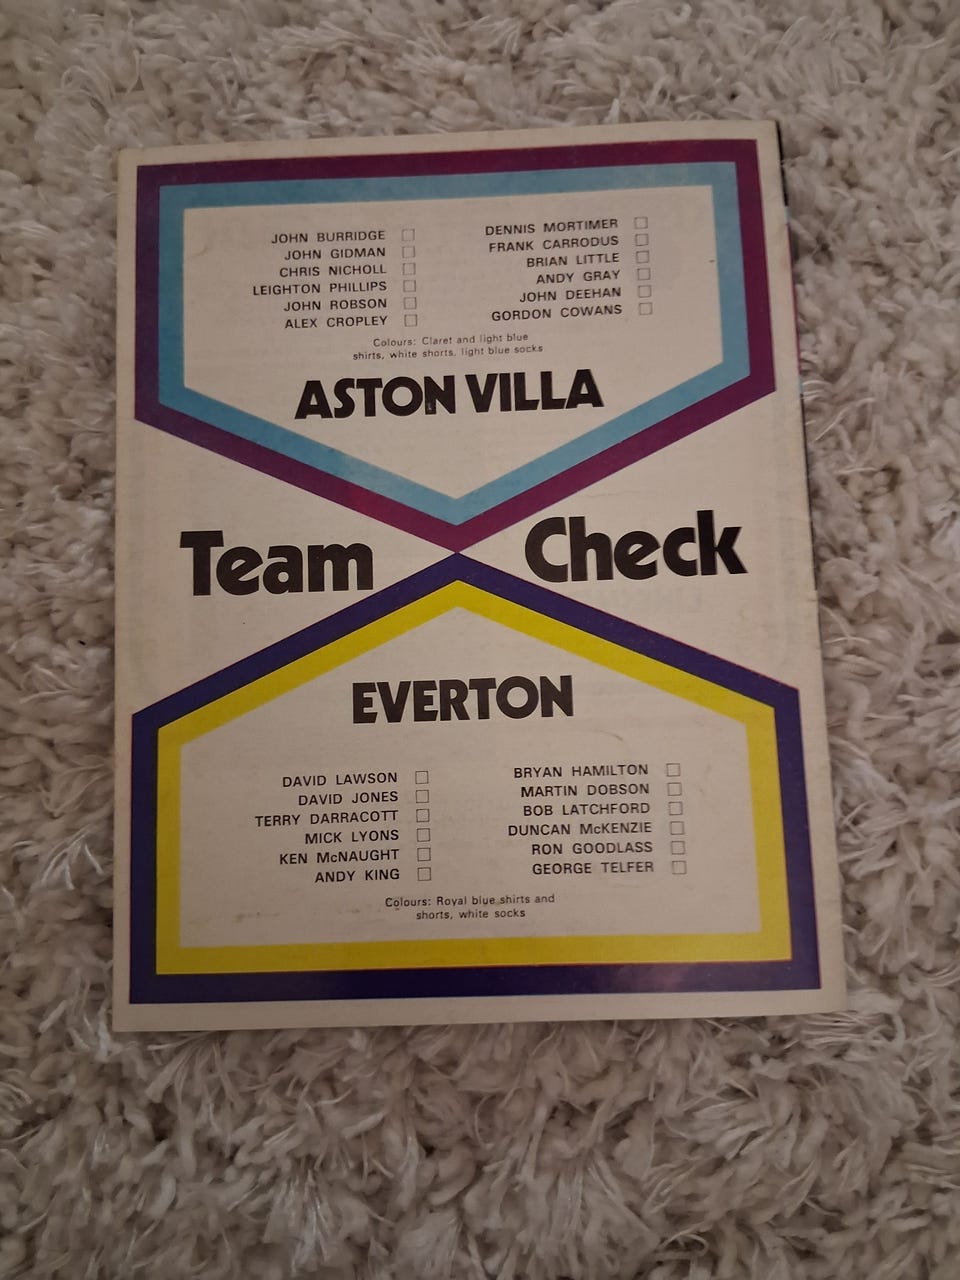 JOHN BURRIDGE
JOHN GIDMAN
CHRIS NICHOLL
LEIGHTON PHILLIPS
JOHN ROBSON
ALEX CROPLEY
DENNIS MORTIMER
FRANK CARRODUS
BRIAN LITTLE
ANDY GRAY
JOHN DEEHAN
GORDON COWANS
Colours: Claret and light blue
shirts, white shorts, light blue socks
ASTON VILLA
Team Check
EVERTON
DAVID LAWSON
DAVID JONES
TERRY DARRACOTT
MICK LYONS
KEN McNAUGHT
ANDY KING
BRYAN HAMILTON
MARTIN DOBSON
BOB LATCHFORD
DUNCAN McKENZIE
RON GOODLASS
GEORGE TELFER
Colours: Royal blue shirts and
shorts, white socks